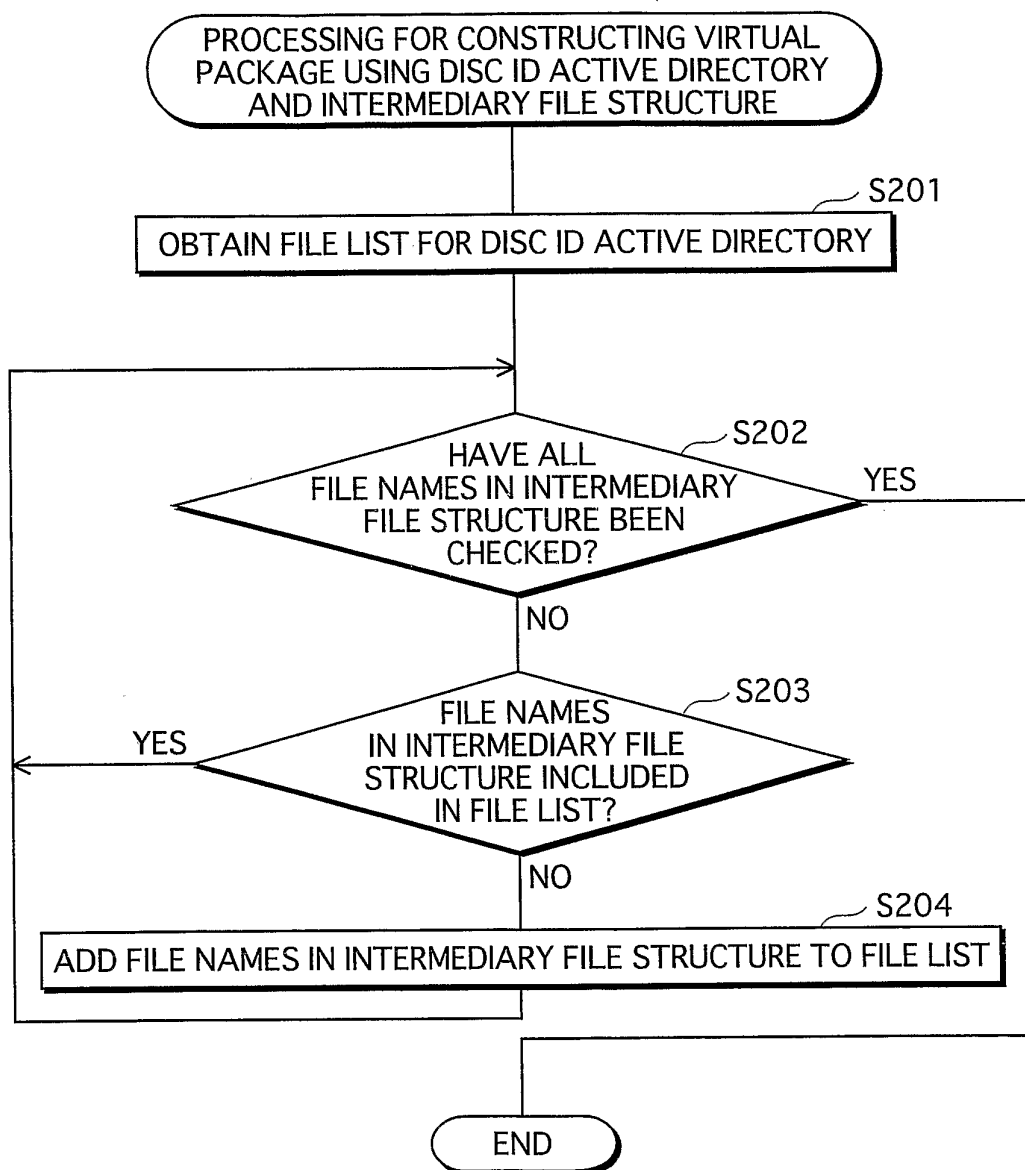 PROCESSING FOR CONSTRUCTING VIRTUAL
PACKAGE USING DISC ID ACTIVE DIRECTORY
AND INTERMEDIARY FILE STRUCTURE
S201
OBTAIN FILE LIST FOR DISC ID ACTIVE DIRECTORY
S202
HAVE ALL
FILE NAMES IN INTERMEDIARY
FILE STRUCTURE BEEN
CHECKED?
YES
NO
S203
FILE NAMES
IN INTERMEDIARY FILE
STRUCTURE INCLUDED
IN FILE LIST?
YES
NO
S204
ADD FILE NAMES IN INTERMEDIARY FILE STRUCTURE TO FILE LIST
END